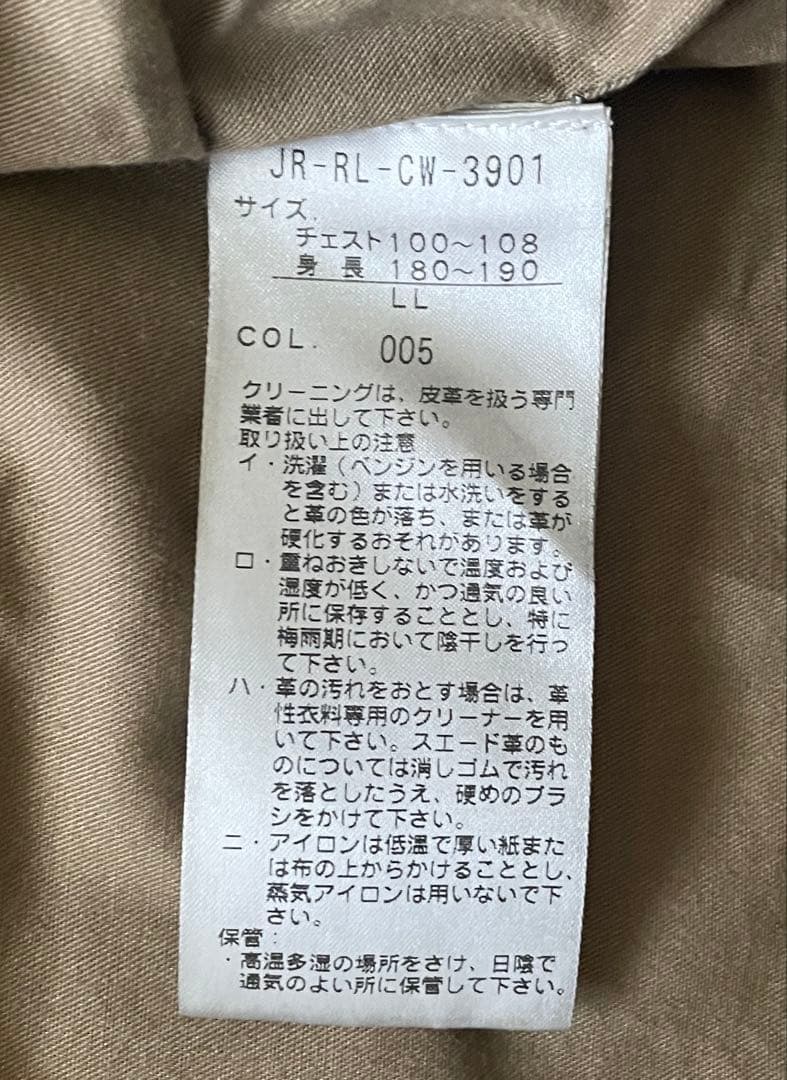 JR-RL-CW-3901
サイズ.
チェスト100～108
身 長 180～190
LL
COL. 005
クリーニングは、皮革を扱う専門
業者に出して下さい。
取り扱い上の注意
イ・洗濯（ベンジンを用いる場合
を含む）または水洗いをする
と革の色が落ち、または革が
硬化するおそれがあります。
ロ・重ねおきしないで温度および
湿度が低く、かつ通気の良い
所に保存することとし、特に
梅雨期において陰干しを行っ
て下さい。
ハ・革の汚れをおとす場合は、革
性衣料専用のクリーナーを用
いて下さい。スエード革のも
のについては消しゴムで汚れ
を落としたうえ、硬めのブラ
シをかけて下さい。
ニ・アイロンは低温で厚い紙また
は布の上からかけることとし、
蒸気アイロンは用いないで下
さい。
保管：
・高温多湿の場所をさけ、日陰で
通気のよい所に保管して下さい。